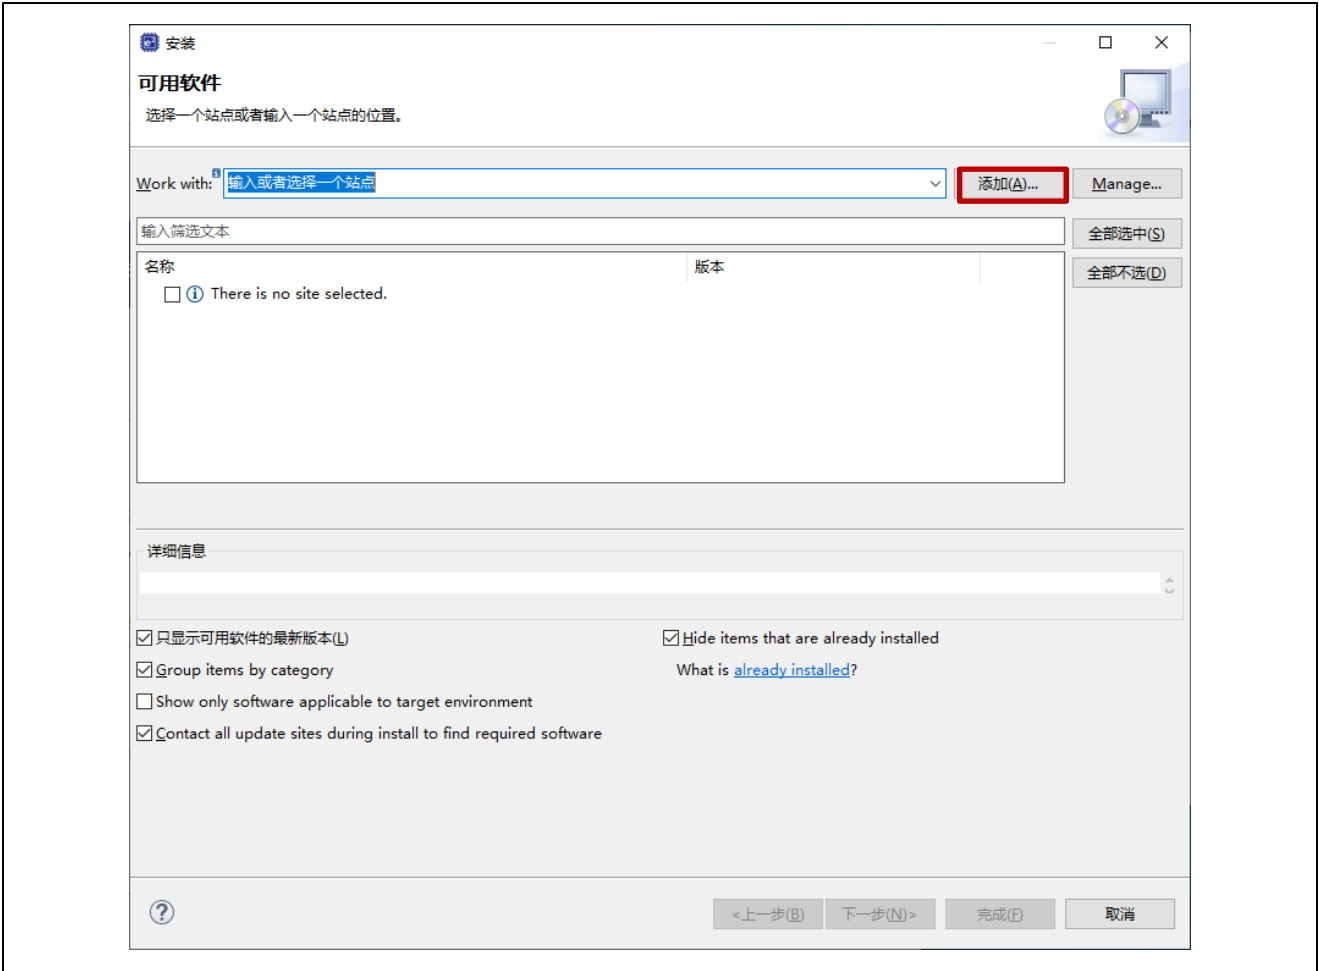 安装
可用软件
选择一个站点或者输入一个站点的位置。
Work with: 输入或者选择一个站点 添加(A)... Manage...
输入筛选文本 全部选中(S)
名称 版本 全部不选(D)
There is no site selected.
详细信息
只显示可用软件的最新版本(L) Hide items that are already installed
Group items by category What is already installed?
Show only software applicable to target environment
Contact all update sites during install to find required software
<上一步(B) 下一步(N)> 完成(F) 取消